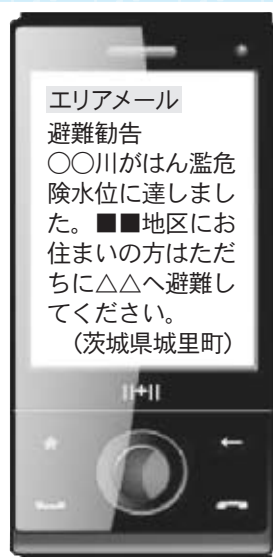 エリアメール
避難勧告
○○川がはん濫危
険水位に達しまし
た。■■地区にお
住まいの方はただ
ちに△△へ避難し
てください。
（茨城県城里町）